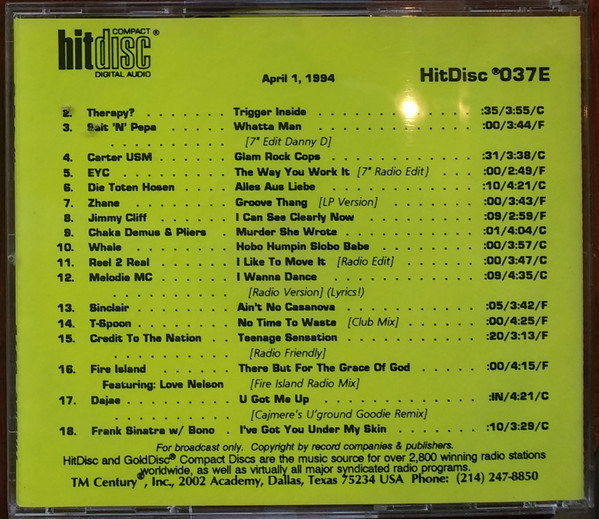 COMPACT
hitdisc®
DIGITAL AUDIO
April 1, 1994
HitDisc ®037E
2. Therapy? . . . . . . Trigger Inside . . . . . . . . . . . . . . . :35/3:55/C
3. Salt 'N' Pepa . . . . . Whatta Man . . . . . . . . . . . . . . . . :00/3:44/F
. . . . . . . . . . [7" Edit Danny D]
4. Carter USM . . . . . Glam Rock Cops . . . . . . . . . . . . . :31/3:38/C
5. EYC . . . . . . . . . The Way You Work It [7" Radio Edit] . . . :00/2:49/F
6. Die Toten Hosen . . . . Alles Aus Liebe . . . . . . . . . . . . . . :10/4:21/C
7. Zhane . . . . . . . . Groove Thang [LP Version] . . . . . . . . :00/3:43/F
8. Jimmy Cliff . . . . . . I Can See Clearly Now . . . . . . . . . . :09/2:59/F
9. Chaka Demus & Pliers . Murder She Wrote . . . . . . . . . . . . :01/4:04/C
10. Whale . . . . . . . . Hobo Humpin Slobo Babe . . . . . . . . :00/3:57/C
11. Reel 2 Real . . . . . I Like To Move It [Radio Edit] . . . . . . :00/3:47/C
12. Melodie MC . . . . . I Wanna Dance . . . . . . . . . . . . . :09/4:35/C
. . . . . . . . . . [Radio Version] (Lyrics!)
13. Sinclair . . . . . . . Ain't No Casanova . . . . . . . . . . . . :05/3:42/F
14. T-Spoon . . . . . . . No Time To Waste [Club Mix] . . . . . . . :00/4:25/F
15. Credit To The Nation . . Teenage Sensation . . . . . . . . . . . . :20/3:13/F
. . . . . . . . . . [Radio Friendly]
16. Fire Island . . . . . There But For The Grace Of God . . . . . :00/4:15/F
Featuring: Love Nelson [Fire Island Radio Mix]
17. Dajae . . . . . . . . U Got Me Up . . . . . . . . . . . . . . :IN/4:21/C
. . . . . . . . . . [Cajmere's U'ground Goodie Remix]
18. Frank Sinatra w/ Bono . I've Got You Under My Skin . . . . . . . :10/3:29/C
For broadcast only. Copyright by record companies & publishers.
HitDisc and GoldDisc® Compact Discs are the music source for over 2,800 winning radio stations
worldwide, as well as virtually all major syndicated radio programs.
TM Century®, Inc., 2002 Academy, Dallas, Texas 75234 USA Phone: (214) 247-8850